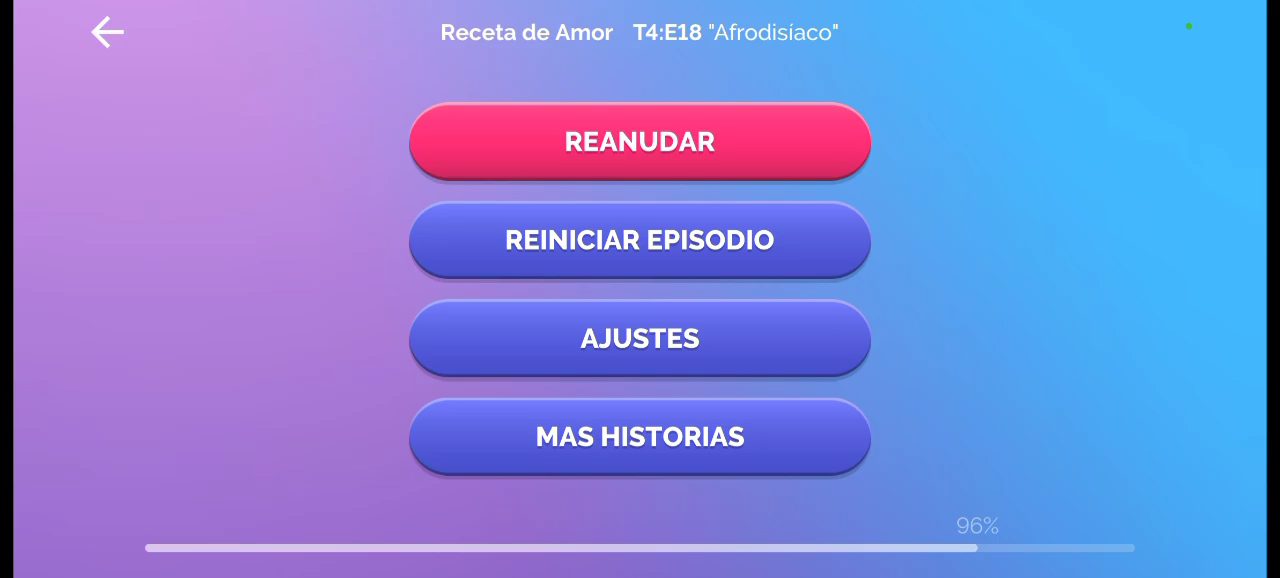 Receta de Amor T4:E18 "Afrodisíaco"
REANUDAR
REINICIAR EPISODIO
AJUSTES
MAS HISTORIAS
96%